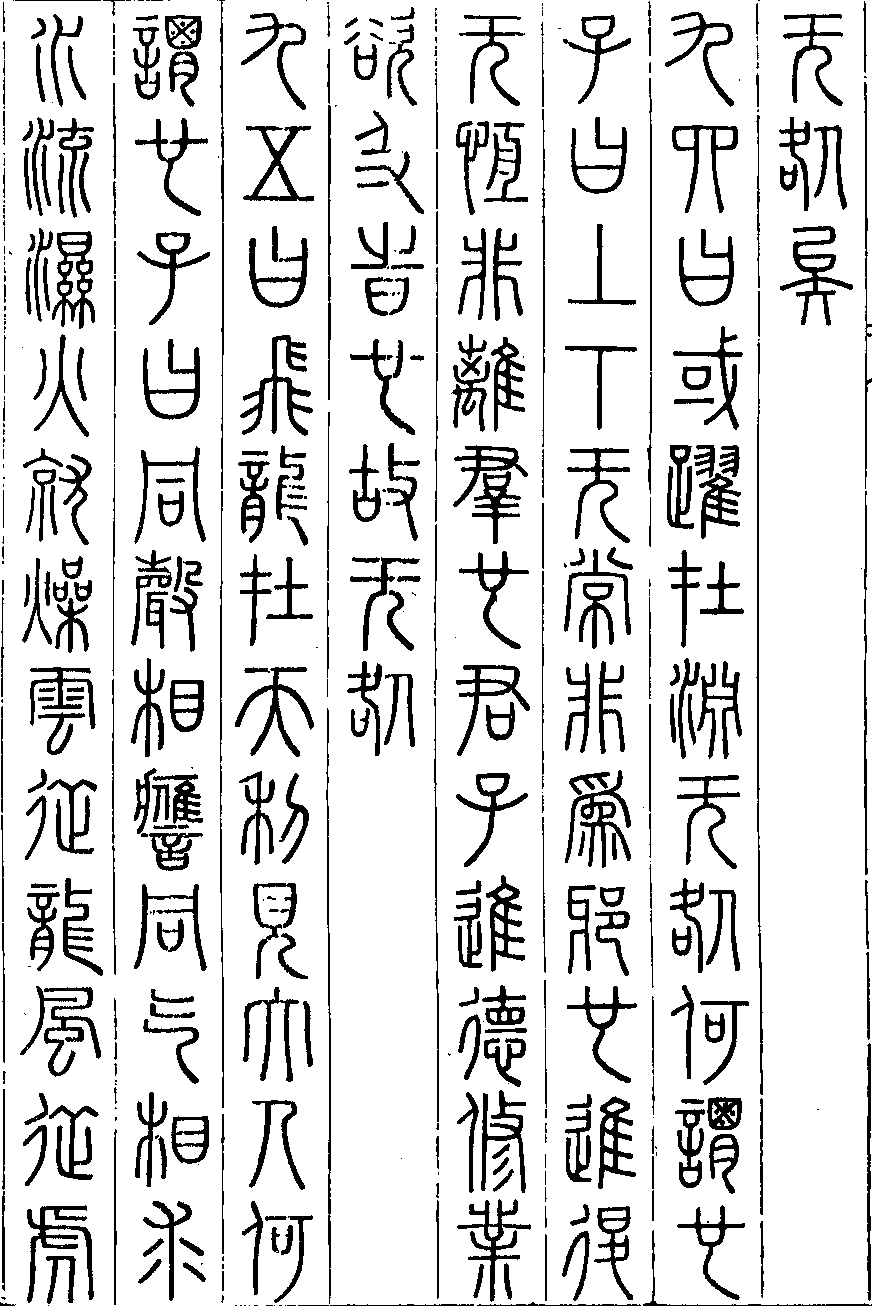 无咎矣
九四曰或躍在淵无咎何謂也
子曰上下无常非爲邪也進退
无恆非離羣也君子進德修業
欲及時也故无咎
九五曰飛龍在天利見大人何
謂也子曰同聲相應同气相求
水流濕火就燥雲從龍風從虎